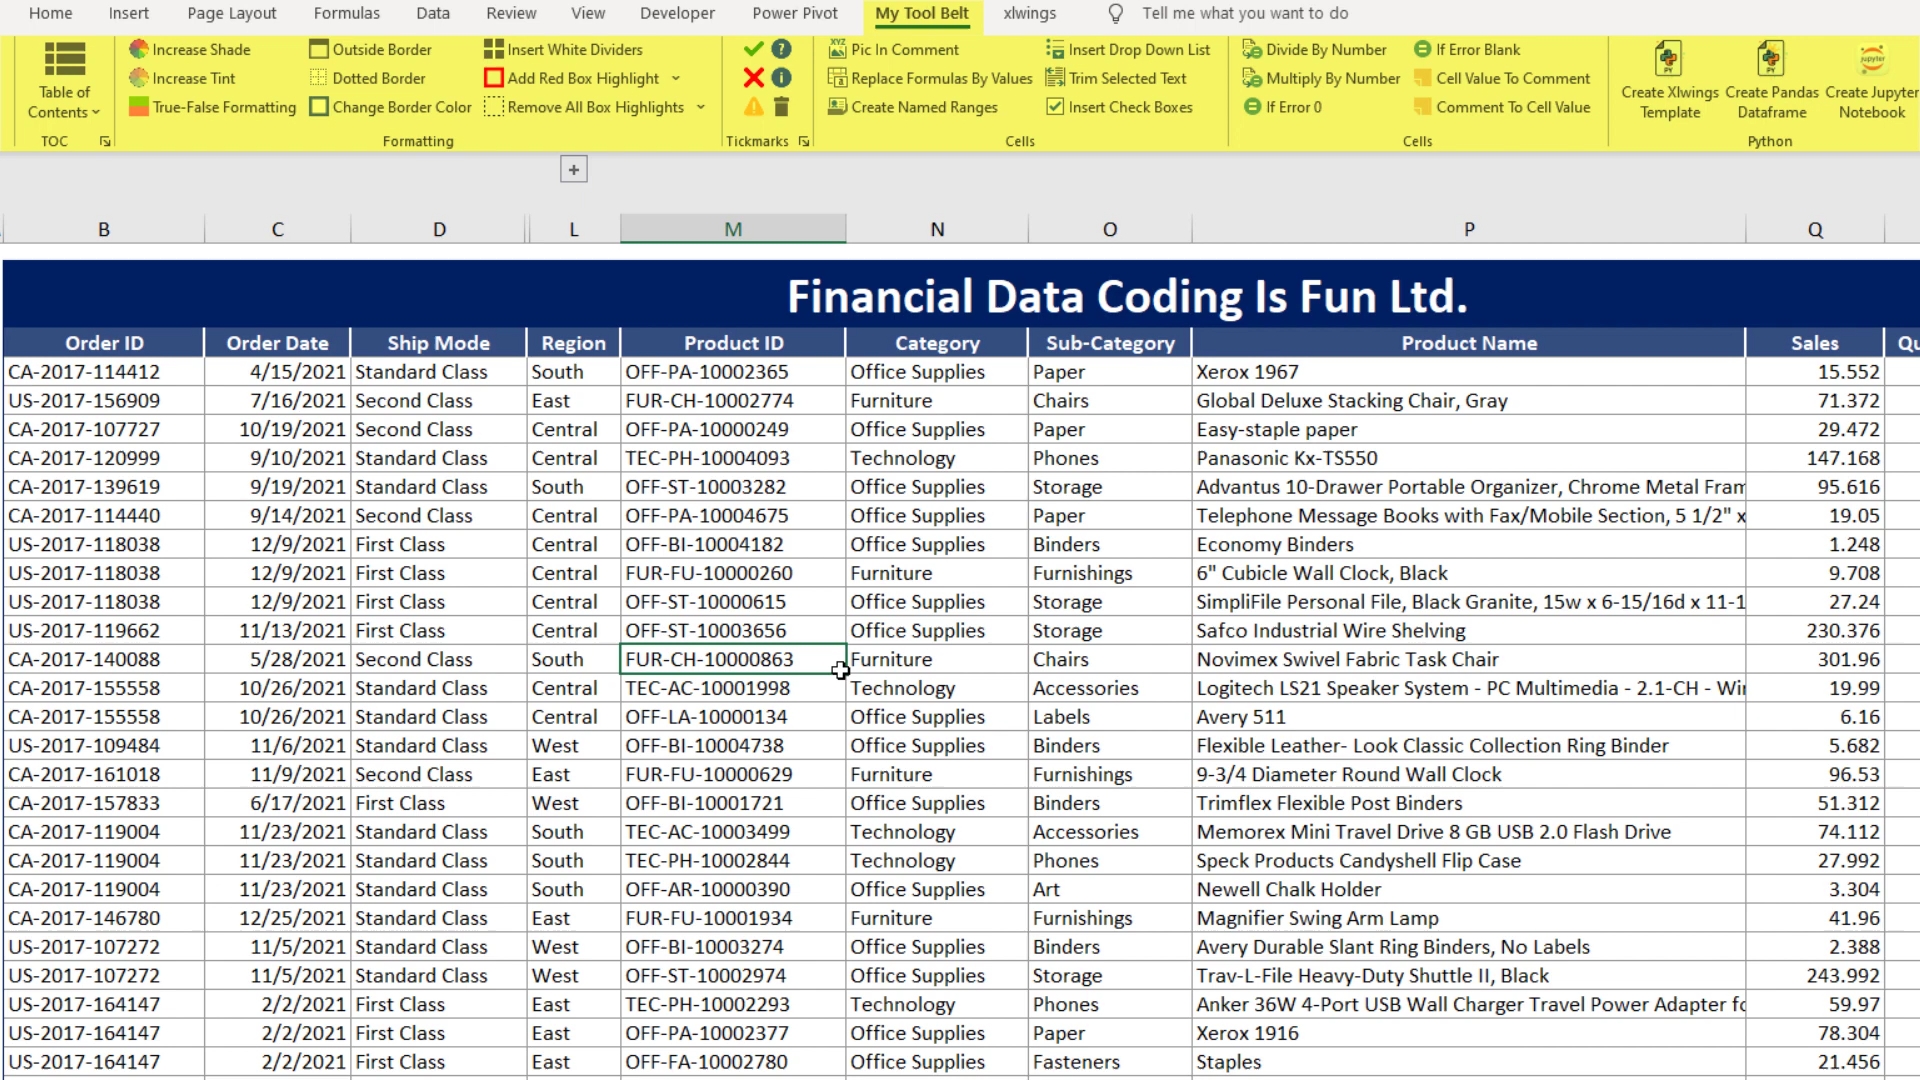 Home Insert Page Layout Formulas Data Review View Developer Power Pivot My Tool Belt xlwings Tell me what you want to do
Increase Shade Outside Border Insert White Dividers ? XYZ Pic In Comment Insert Drop Down List Divide By Number If Error Blank
Increase Tint Dotted Border Add Red Box Highlight i Replace Formulas By Values Trim Selected Text Multiply By Number Cell Value To Comment
Table of Contents True-False Formatting Change Border Color Remove All Box Highlights Create Named Ranges Insert Check Boxes If Error 0 Comment To Cell Value PY Create Xlwings Template PY Create Pandas Dataframe jupyter Create Jupyter Notebook
TOC Formatting Tickmarks Cells Cells Python
+
B C D L M N O P Q
Financial Data Coding Is Fun Ltd.
Order ID Order Date Ship Mode Region Product ID Category Sub-Category Product Name Sales Qu
CA-2017-114412 4/15/2021 Standard Class South OFF-PA-10002365 Office Supplies Paper Xerox 1967 15.552
US-2017-156909 7/16/2021 Second Class East FUR-CH-10002774 Furniture Chairs Global Deluxe Stacking Chair, Gray 71.372
CA-2017-107727 10/19/2021 Second Class Central OFF-PA-10000249 Office Supplies Paper Easy-staple paper 29.472
CA-2017-120999 9/10/2021 Standard Class Central TEC-PH-10004093 Technology Phones Panasonic Kx-TS550 147.168
CA-2017-139619 9/19/2021 Standard Class South OFF-ST-10003282 Office Supplies Storage Advantus 10-Drawer Portable Organizer, Chrome Metal Fram 95.616
CA-2017-114440 9/14/2021 Second Class Central OFF-PA-10004675 Office Supplies Paper Telephone Message Books with Fax/Mobile Section, 5 1/2" x 19.05
US-2017-118038 12/9/2021 First Class Central OFF-BI-10004182 Office Supplies Binders Economy Binders 1.248
US-2017-118038 12/9/2021 First Class Central FUR-FU-10000260 Furniture Furnishings 6" Cubicle Wall Clock, Black 9.708
US-2017-118038 12/9/2021 First Class Central OFF-ST-10000615 Office Supplies Storage SimpliFile Personal File, Black Granite, 15w x 6-15/16d x 11-1 27.24
US-2017-119662 11/13/2021 First Class Central OFF-ST-10003656 Office Supplies Storage Safco Industrial Wire Shelving 230.376
CA-2017-140088 5/28/2021 Second Class South FUR-CH-10000863 Furniture Chairs Novimex Swivel Fabric Task Chair 301.96
CA-2017-155558 10/26/2021 Standard Class Central TEC-AC-10001998 Technology Accessories Logitech LS21 Speaker System - PC Multimedia - 2.1-CH - Wir 19.99
CA-2017-155558 10/26/2021 Standard Class Central OFF-LA-10000134 Office Supplies Labels Avery 511 6.16
US-2017-109484 11/6/2021 Standard Class West OFF-BI-10004738 Office Supplies Binders Flexible Leather- Look Classic Collection Ring Binder 5.682
CA-2017-161018 11/9/2021 Second Class East FUR-FU-10000629 Furniture Furnishings 9-3/4 Diameter Round Wall Clock 96.53
CA-2017-157833 6/17/2021 First Class West OFF-BI-10001721 Office Supplies Binders Trimflex Flexible Post Binders 51.312
CA-2017-119004 11/23/2021 Standard Class South TEC-AC-10003499 Technology Accessories Memorex Mini Travel Drive 8 GB USB 2.0 Flash Drive 74.112
CA-2017-119004 11/23/2021 Standard Class South TEC-PH-10002844 Technology Phones Speck Products Candyshell Flip Case 27.992
CA-2017-119004 11/23/2021 Standard Class South OFF-AR-10000390 Office Supplies Art Newell Chalk Holder 3.304
CA-2017-146780 12/25/2021 Standard Class East FUR-FU-10001934 Furniture Furnishings Magnifier Swing Arm Lamp 41.96
US-2017-107272 11/5/2021 Standard Class West OFF-BI-10003274 Office Supplies Binders Avery Durable Slant Ring Binders, No Labels 2.388
US-2017-107272 11/5/2021 Standard Class West OFF-ST-10002974 Office Supplies Storage Trav-L-File Heavy-Duty Shuttle II, Black 243.992
US-2017-164147 2/2/2021 First Class East TEC-PH-10002293 Technology Phones Anker 36W 4-Port USB Wall Charger Travel Power Adapter fo 59.97
US-2017-164147 2/2/2021 First Class East OFF-PA-10002377 Office Supplies Paper Xerox 1916 78.304
US-2017-164147 2/2/2021 First Class East OFF-FA-10002780 Office Supplies Fasteners Staples 21.456